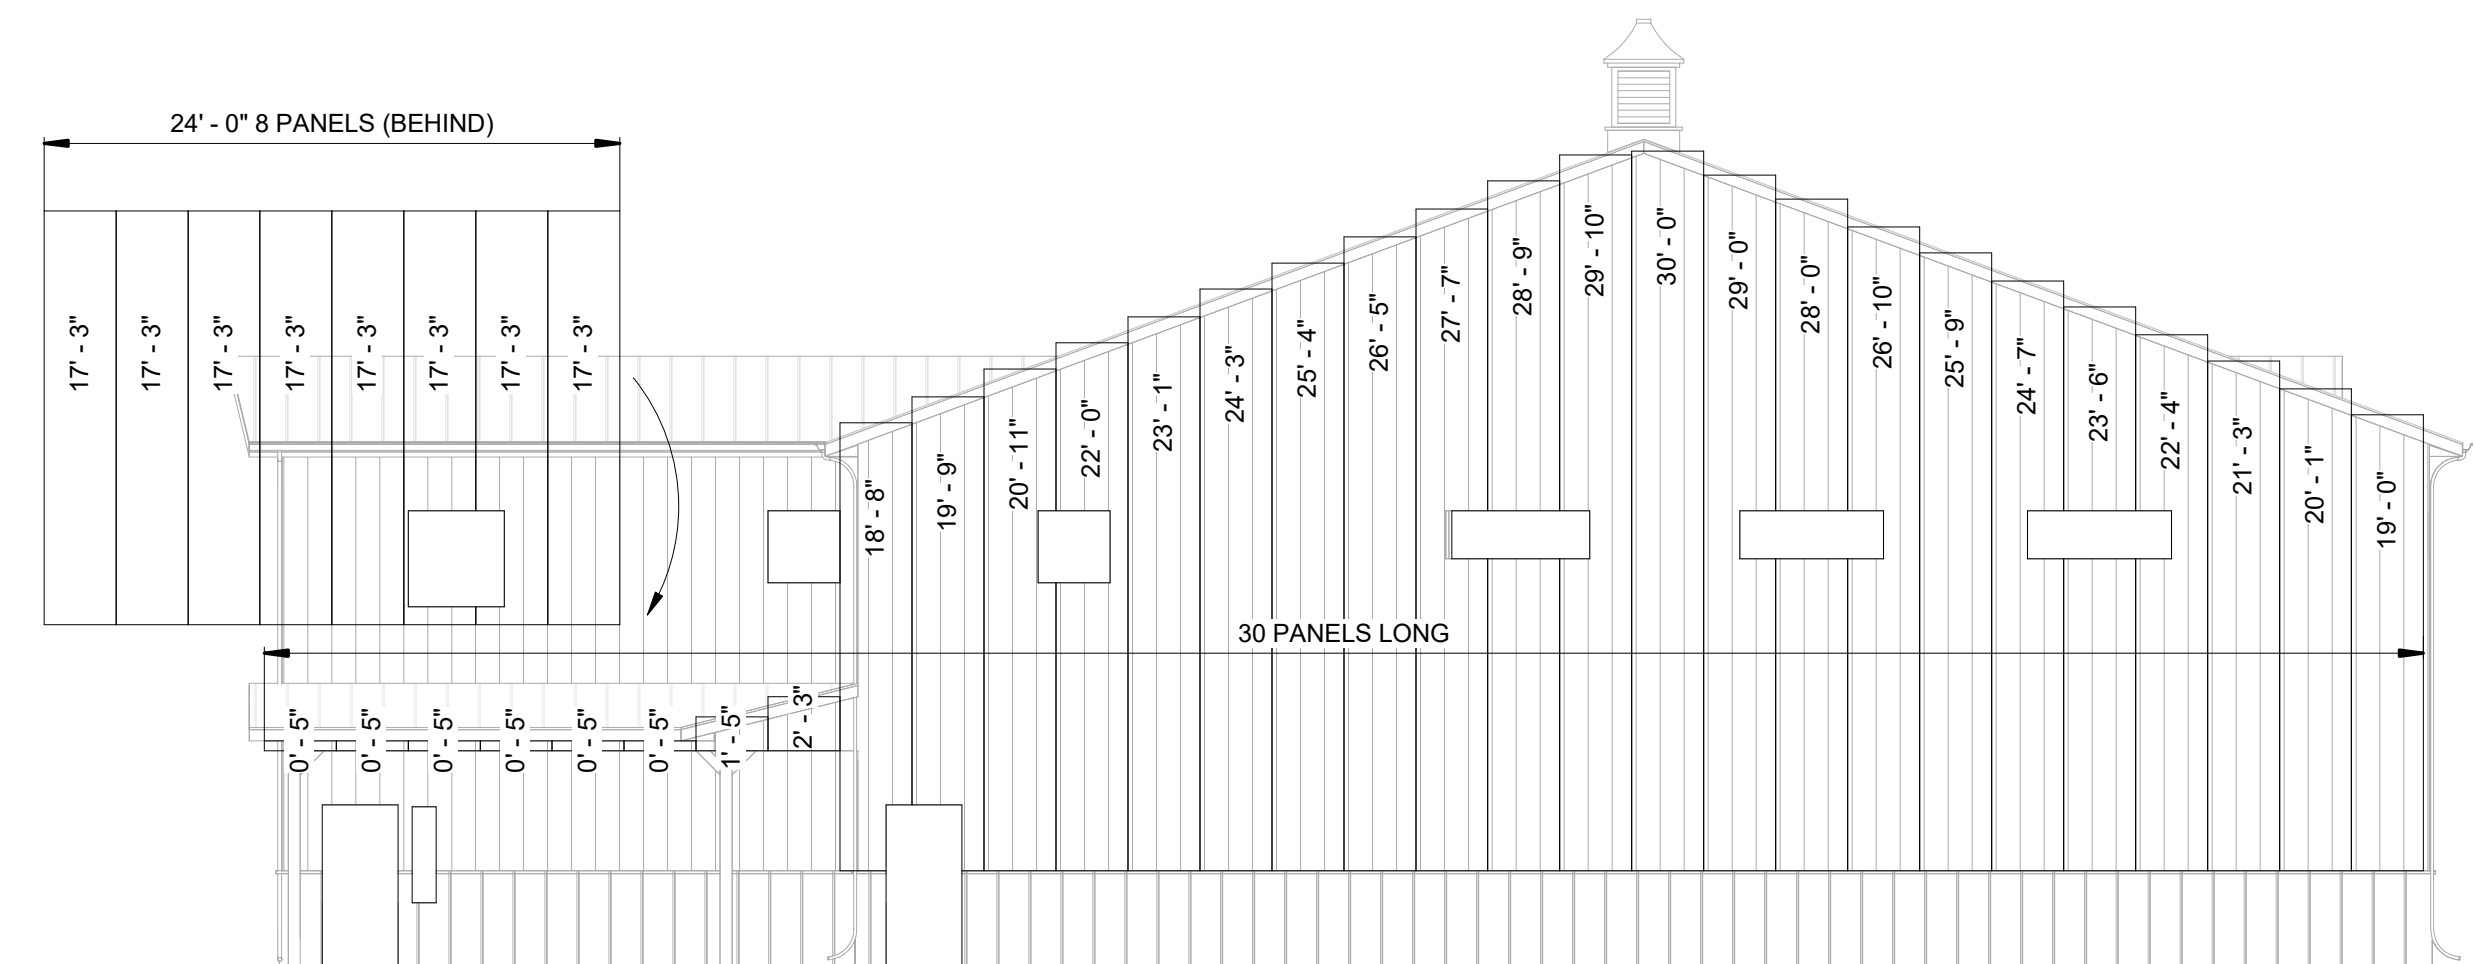 24' - 0" 8 PANELS (BEHIND)
17' - 3"
17' - 3"
17' - 3"
17' - 3"
17' - 3"
17' - 3"
17' - 3"
17' - 3"
18' - 8"
19' - 9"
20' - 11"
22' - 0"
23' - 1"
24' - 3"
25' - 4"
26' - 5"
27' - 7"
28' - 9"
29' - 10"
30' - 0"
29' - 0"
28' - 0"
26' - 10"
25' - 9"
24' - 7"
23' - 6"
22' - 4"
21' - 3"
20' - 1"
19' - 0"
30 PANELS LONG
0' - 5"
0' - 5"
0' - 5"
0' - 5"
0' - 5"
0' - 5"
1' - 5"
2' - 3"